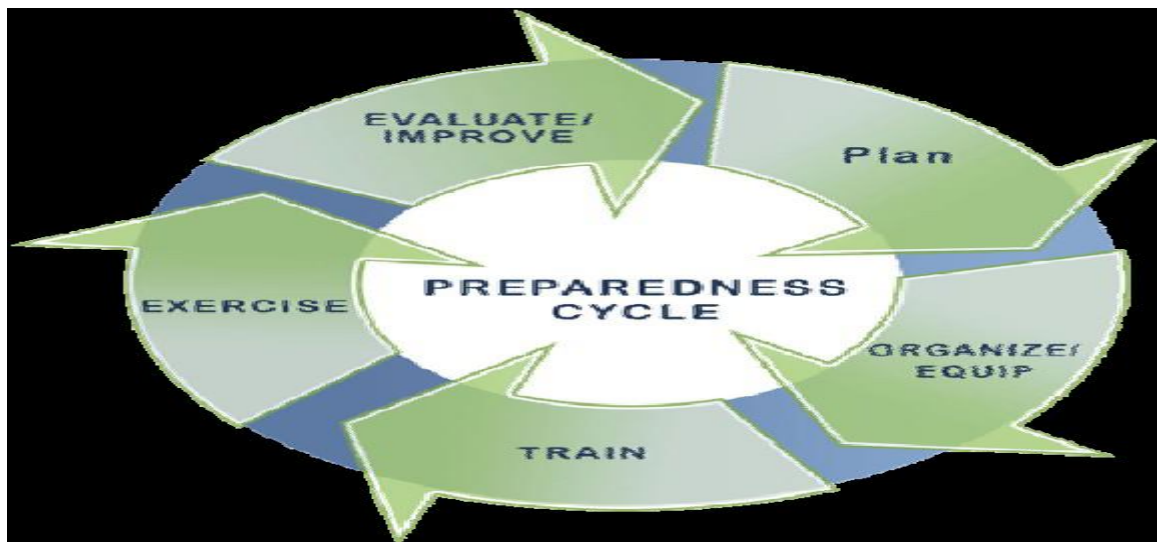 EVALUATE/
IMPROVE
Plan
PREPAREDNESS
CYCLE
EXERCISE
ORGANIZE/
EQUIP
TRAIN